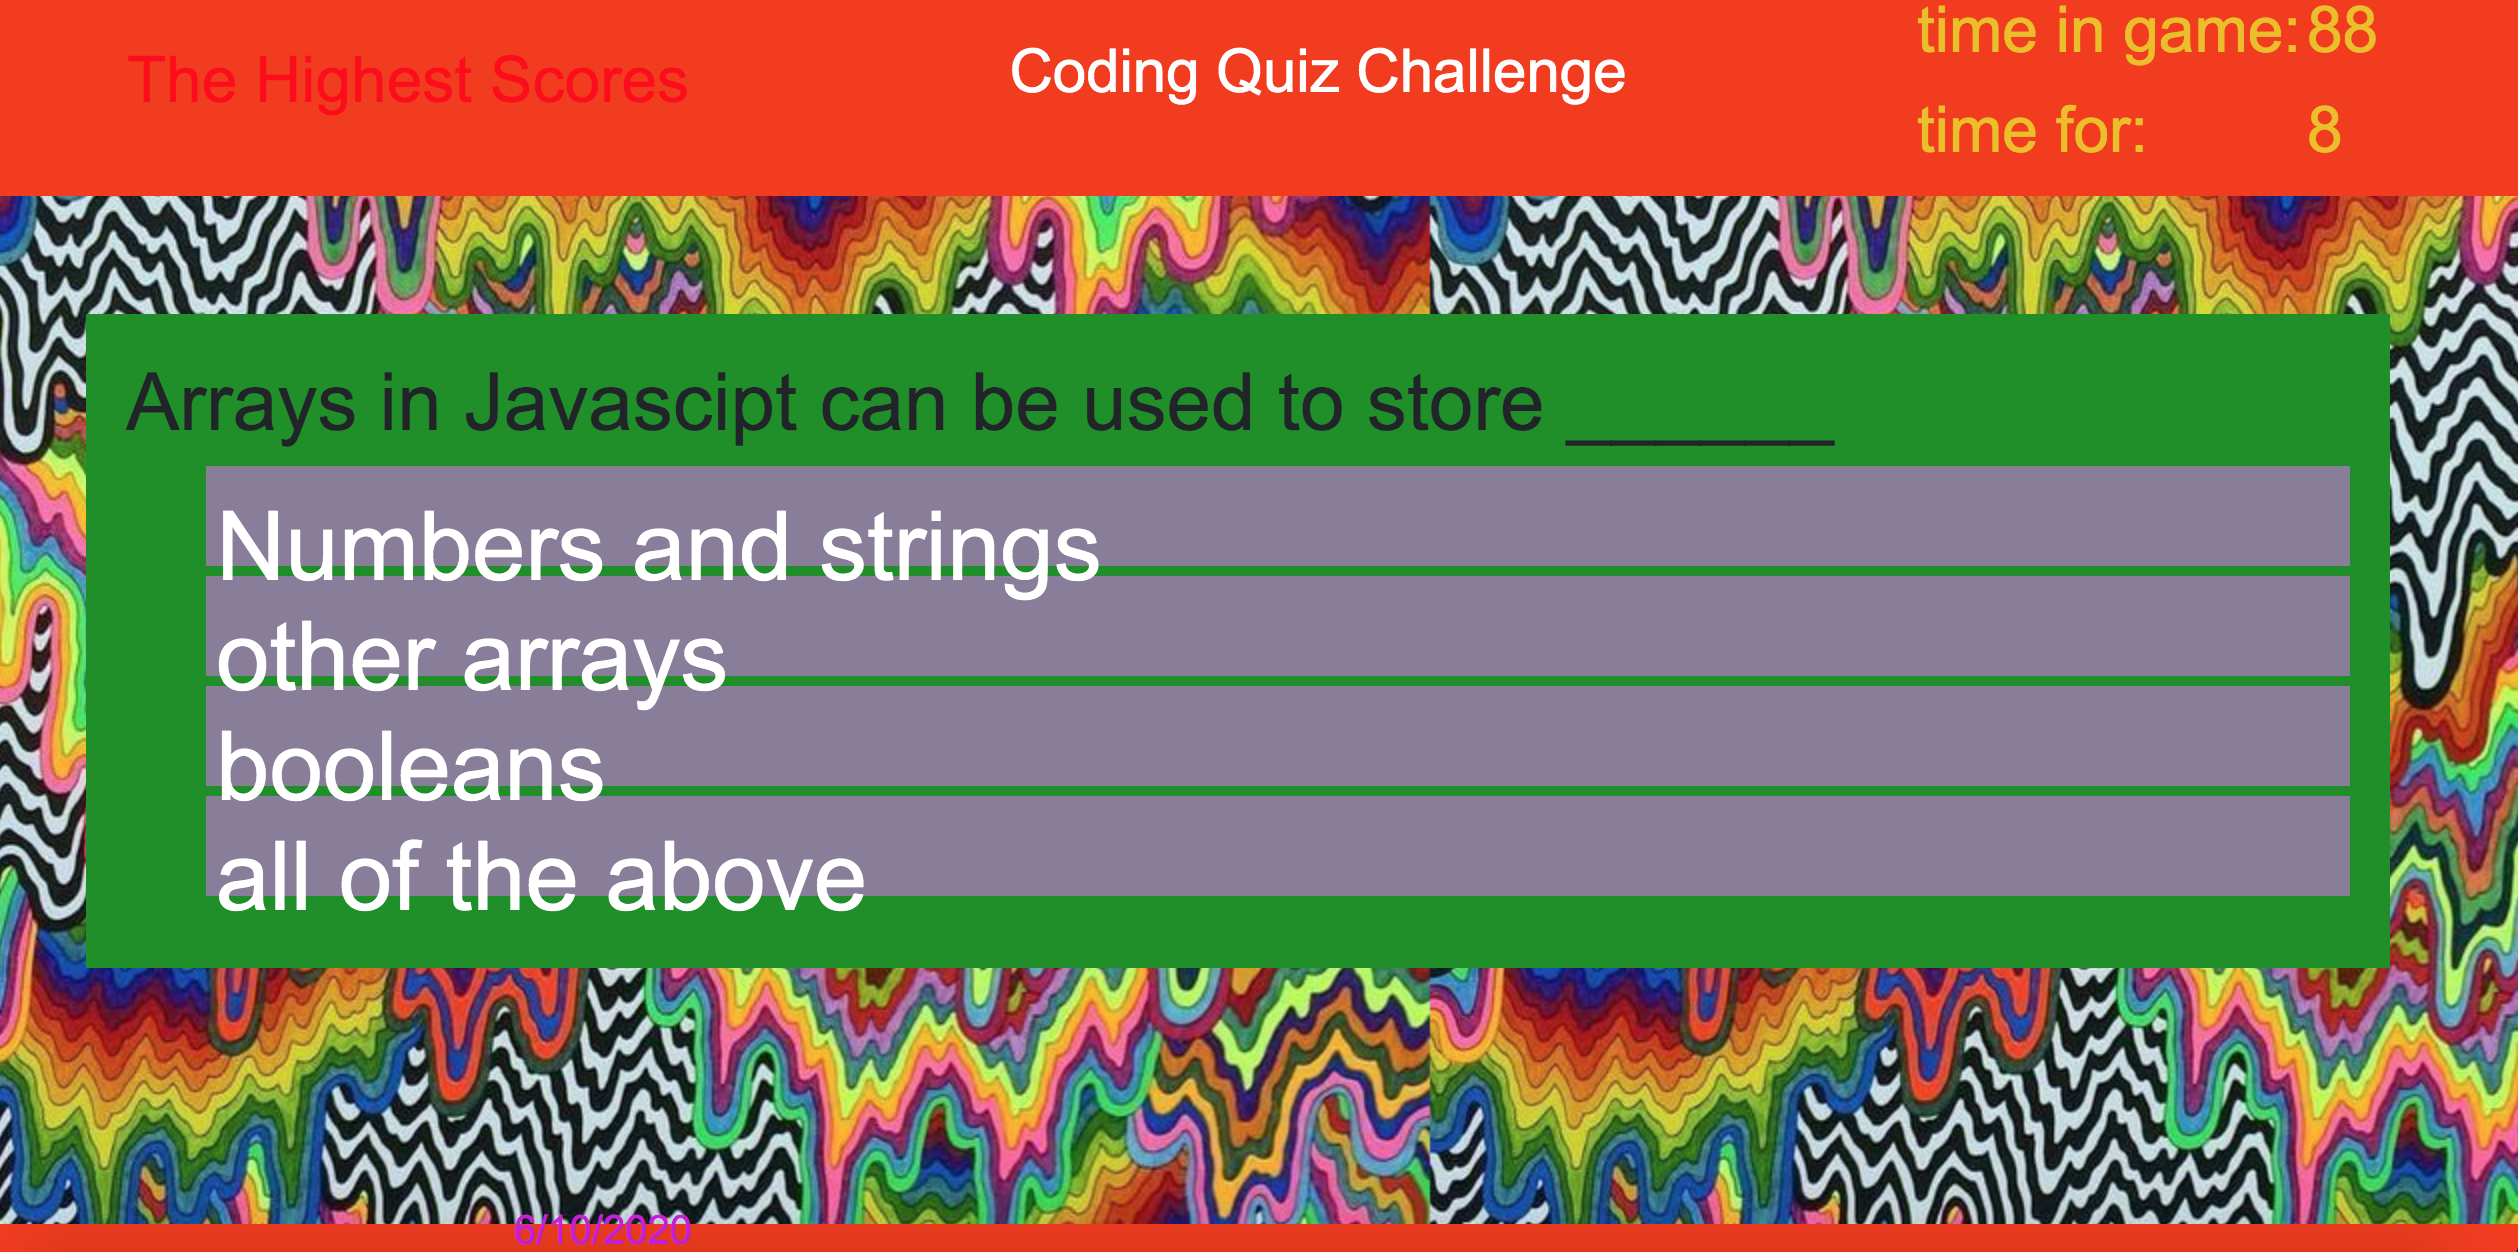 The Highest Scores
Coding Quiz Challenge
time in game: 88
time for: 8
Arrays in Javascipt can be used to store ______
Numbers and strings
other arrays
booleans
all of the above
6/10/2020